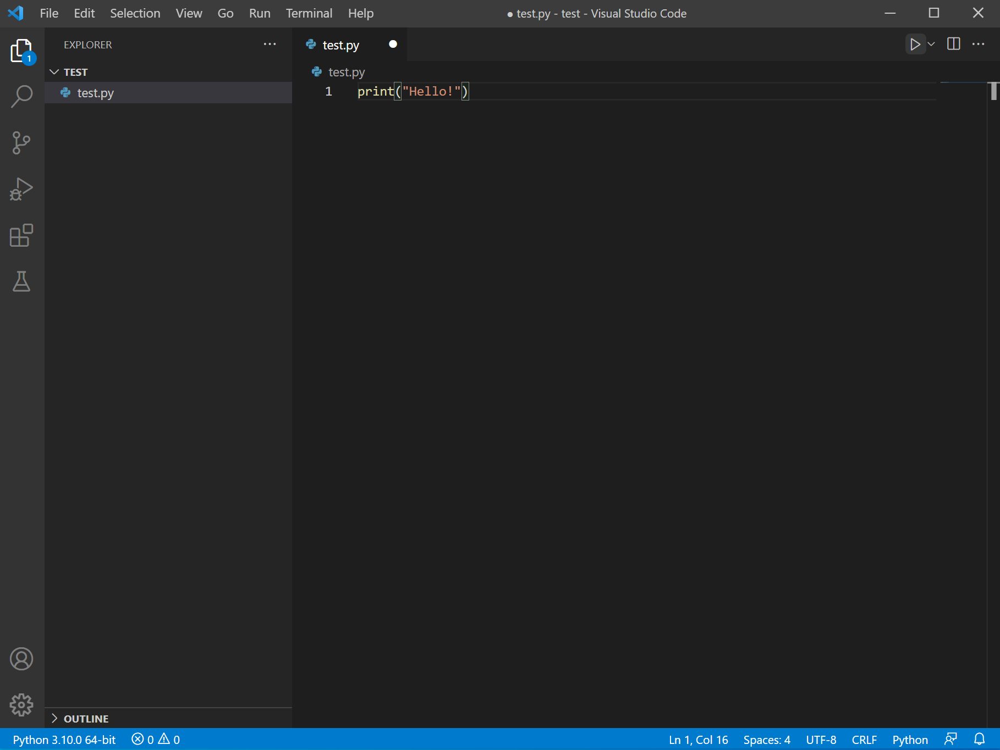 File Edit Selection View Go Run Terminal Help
● test.py - test - Visual Studio Code
1
EXPLORER
TEST
test.py
test.py
test.py
1 print("Hello!")
OUTLINE
Python 3.10.0 64-bit 0 0
Ln 1, Col 16 Spaces: 4 UTF-8 CRLF Python